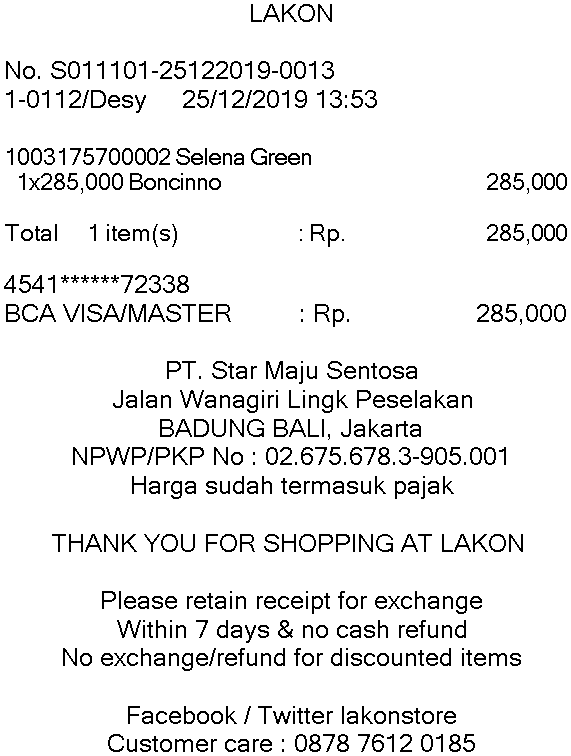 LAKON
No. S011101-25122019-0013
1-0112/Desy 25/12/2019 13:53
1003175700002 Selena Green
1x285,000 Boncinno 285,000
Total 1 item(s) : Rp. 285,000
4541******72338
BCA VISA/MASTER : Rp. 285,000
PT. Star Maju Sentosa
Jalan Wanagiri Lingk Peselakan
BADUNG BALI, Jakarta
NPWP/PKP No : 02.675.678.3-905.001
Harga sudah termasuk pajak
THANK YOU FOR SHOPPING AT LAKON
Please retain receipt for exchange
Within 7 days & no cash refund
No exchange/refund for discounted items
Facebook / Twitter lakonstore
Customer care : 0878 7612 0185